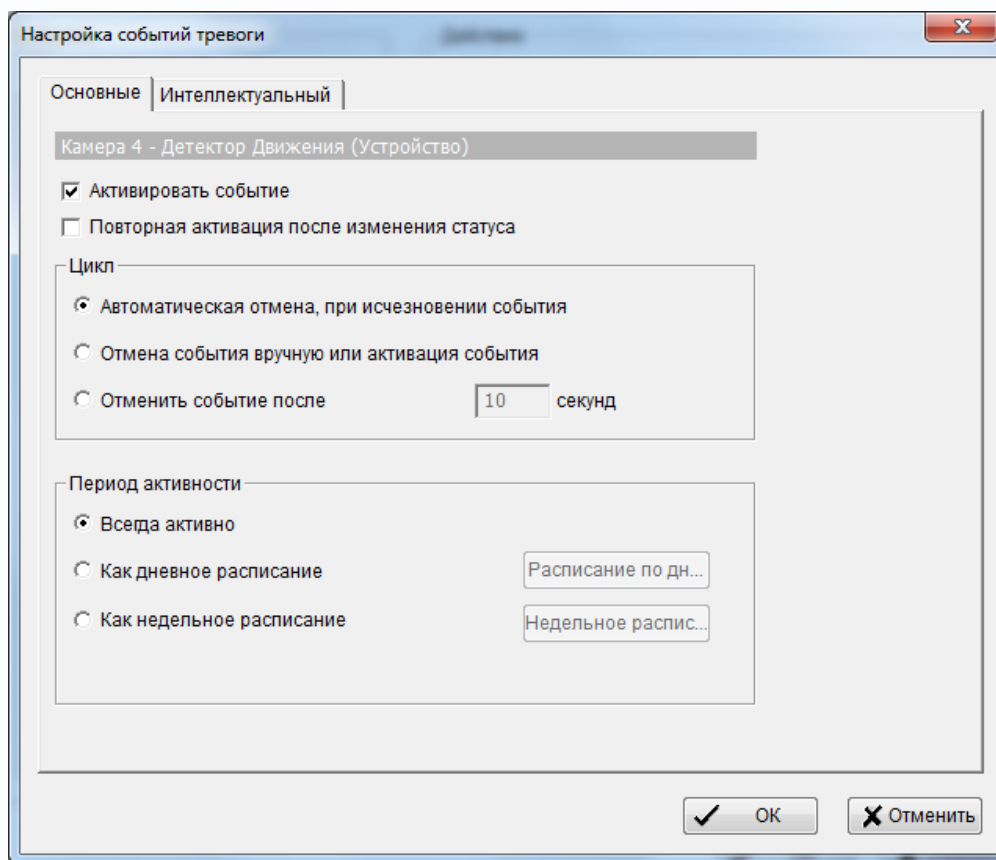 Настройка событий тревоги
Основные Интеллектуальный
Камера 4 - Детектор Движения (Устройство)
Активировать событие
Повторная активация после изменения статуса
Цикл
Автоматическая отмена, при исчезновении события
Отмена события вручную или активация события
Отменить событие после 10 секунд
Период активности
Всегда активно
Как дневное расписание Расписание по дн...
Как недельное расписание Недельное распис...
ОК Отменить